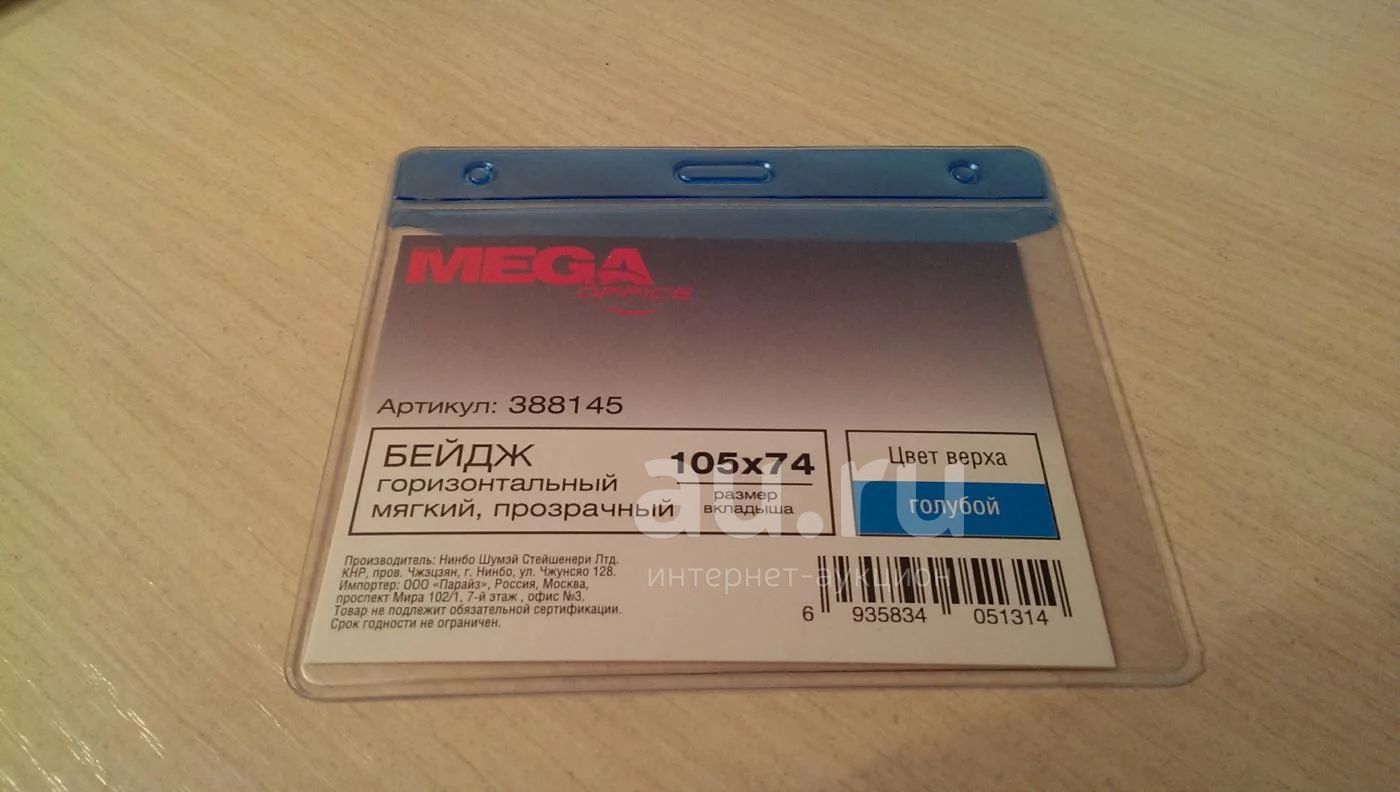 MEGA
OFFICE
Артикул: 388145
БЕЙДЖ
горизонтальный
мягкий, прозрачный
105х74
размер
вкладыша
Цвет верха
голубой
Производитель: Нинбо Шумэй Стейшенери Лтд.
КНР, пров. Чжэцзян, г. Нинбо, ул. Чжунсяо 128.
Импортер: ООО «Парайз», Россия, Москва,
проспект Мира 102/1, 7-й этаж , офис №3.
Товар не подлежит обязательной сертификации.
Срок годности не ограничен.
6 935834 051314
au.ru
интернет-аукцион